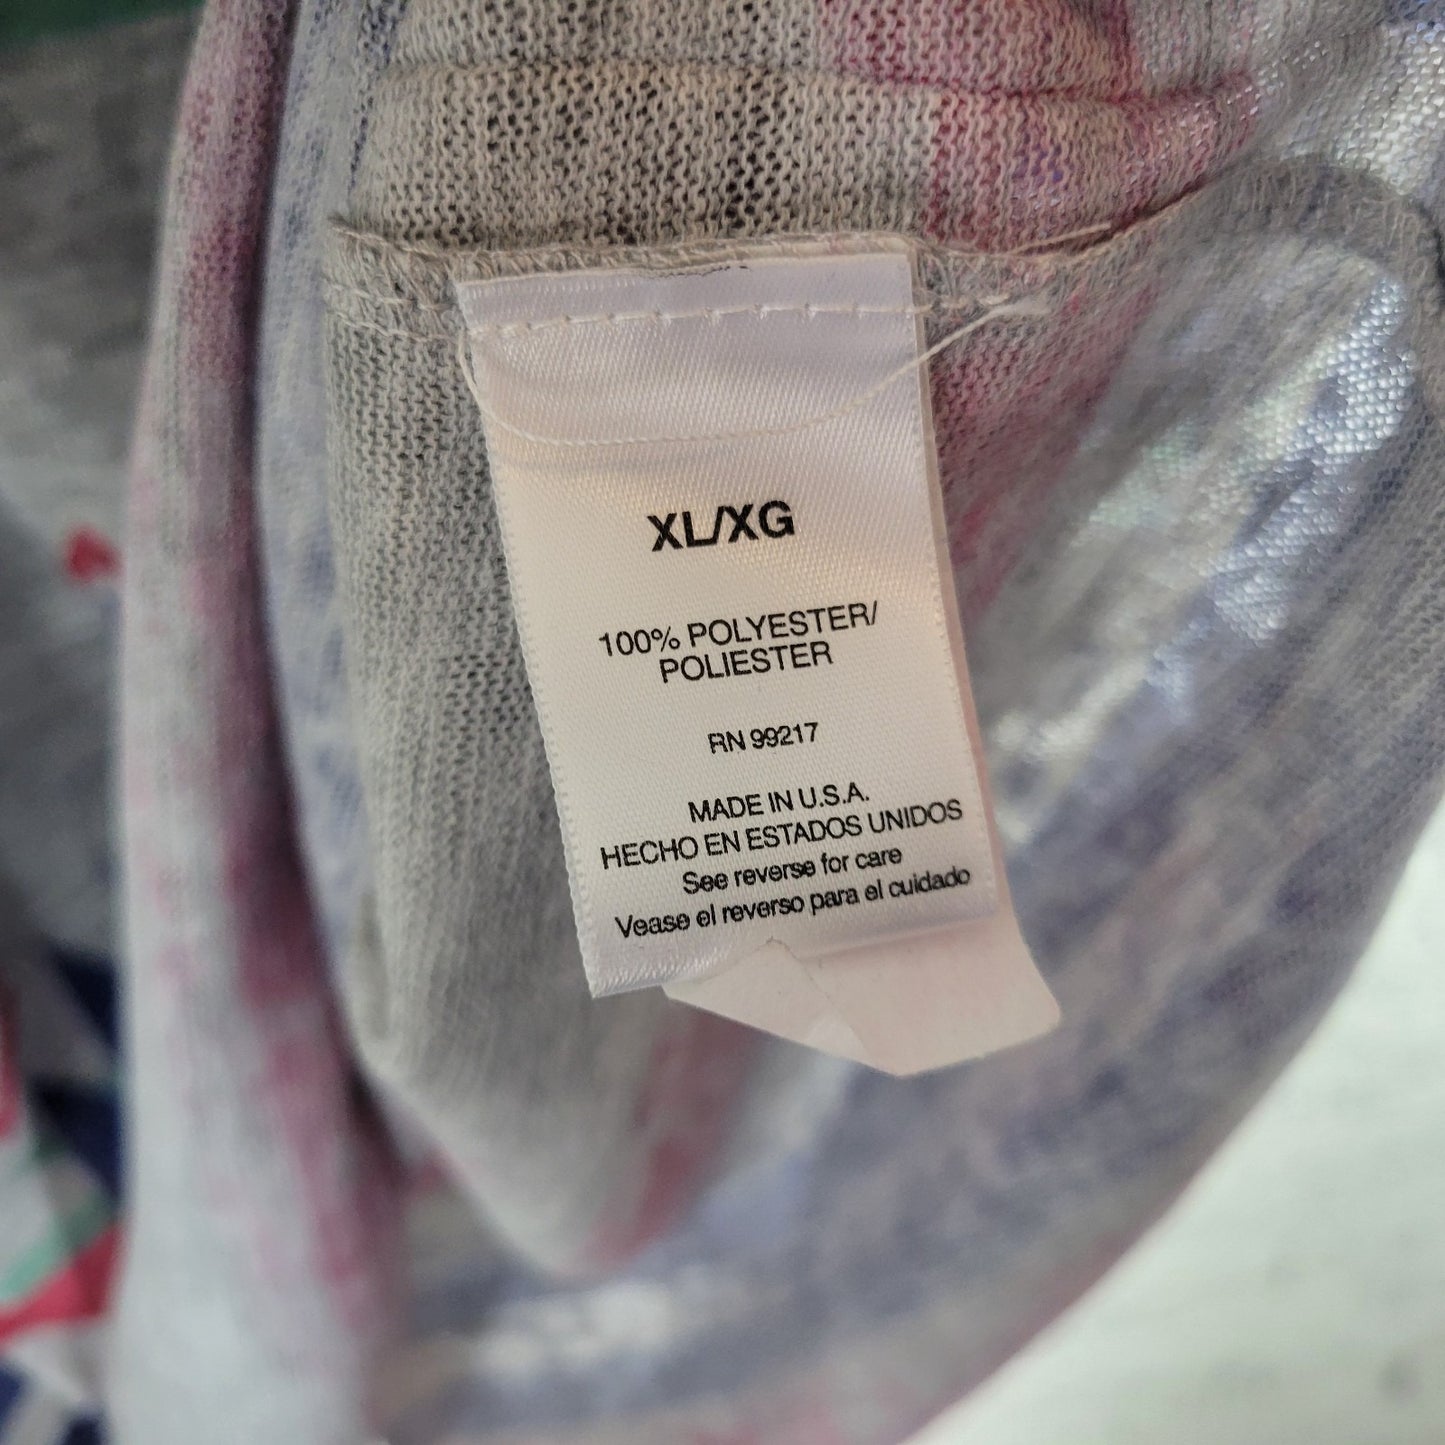 XL/XG
100% POLYESTER/
POLIESTER
RN 99217
MADE IN U.S.A.
HECHO EN ESTADOS UNIDOS
See reverse for care
Vease el reverso para el cuidado